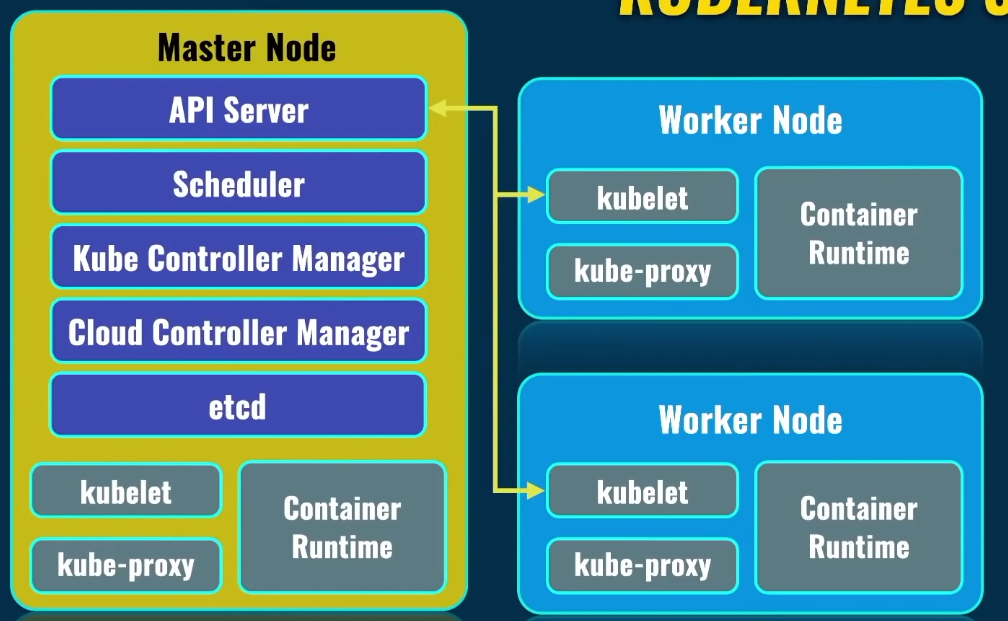 Master Node
API Server
Scheduler
Kube Controller Manager
Cloud Controller Manager
etcd
kubelet
kube-proxy
Container
Runtime
Worker Node
kubelet
kube-proxy
Container
Runtime
Worker Node
kubelet
kube-proxy
Container
Runtime